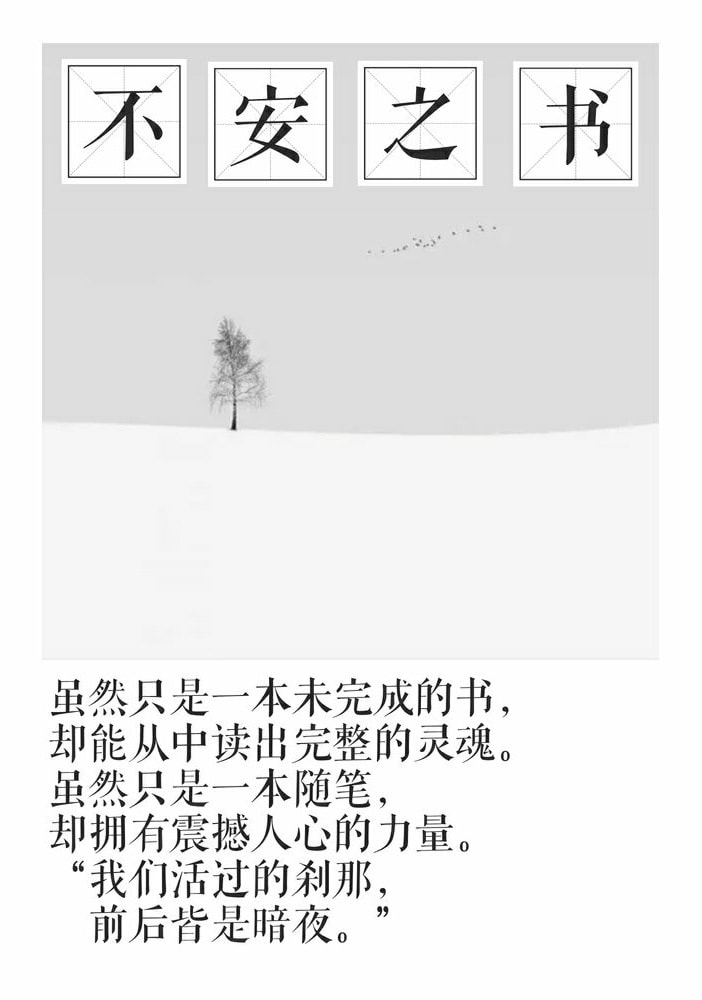 不安之书
虽然只是一本未完成的书，
却能从中读出完整的灵魂。
虽然只是一本随笔，
却拥有震撼人心的力量。
“我们活过的刹那，
前后皆是暗夜。”